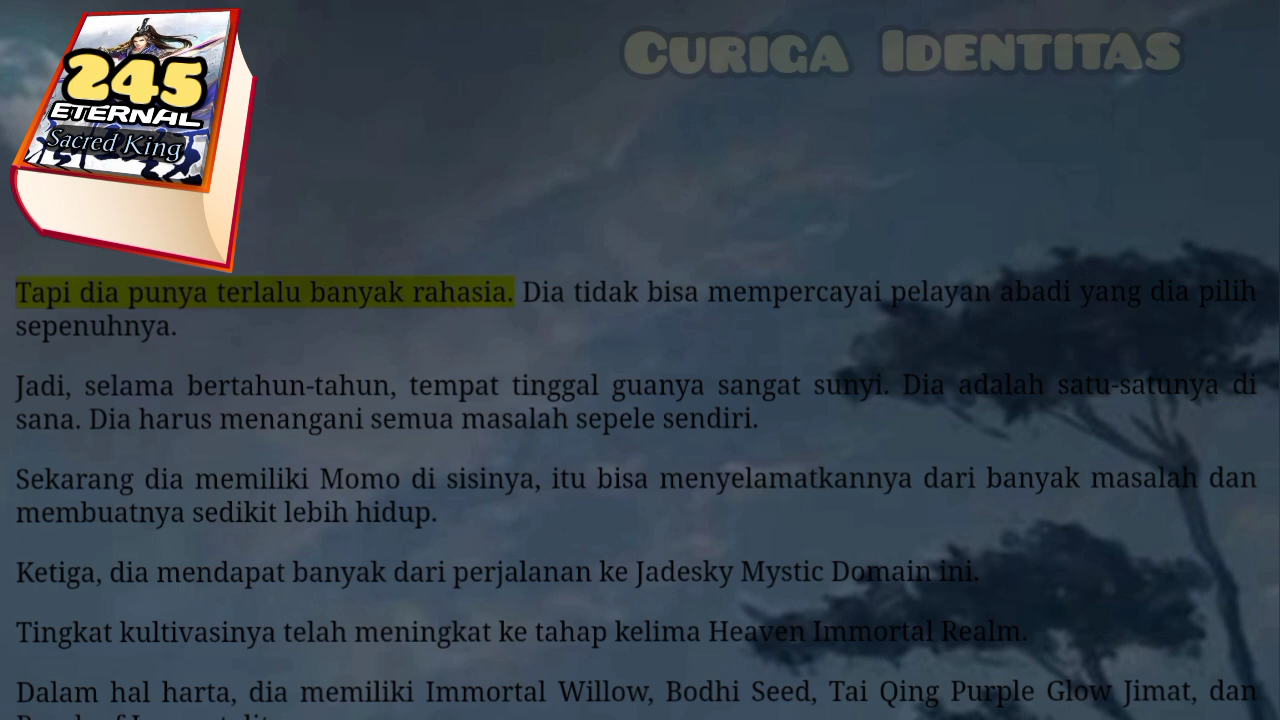 CURIGA IDENTITAS
245
ETERNAL
Sacred King
Tapi dia punya terlalu banyak rahasia. Dia tidak bisa mempercayai pelayan abadi yang dia pilih
sepenuhnya.
Jadi, selama bertahun-tahun, tempat tinggal guanya sangat sunyi. Dia adalah satu-satunya di
sana. Dia harus menangani semua masalah sepele sendiri.
Sekarang dia memiliki Momo di sisinya, itu bisa menyelamatkannya dari banyak masalah dan
membuatnya sedikit lebih hidup.
Ketiga, dia mendapat banyak dari perjalanan ke Jadesky Mystic Domain ini.
Tingkat kultivasinya telah meningkat ke tahap kelima Heaven Immortal Realm.
Dalam hal harta, dia memiliki Immortal Willow, Bodhi Seed, Tai Qing Purple Glow Jimat, dan